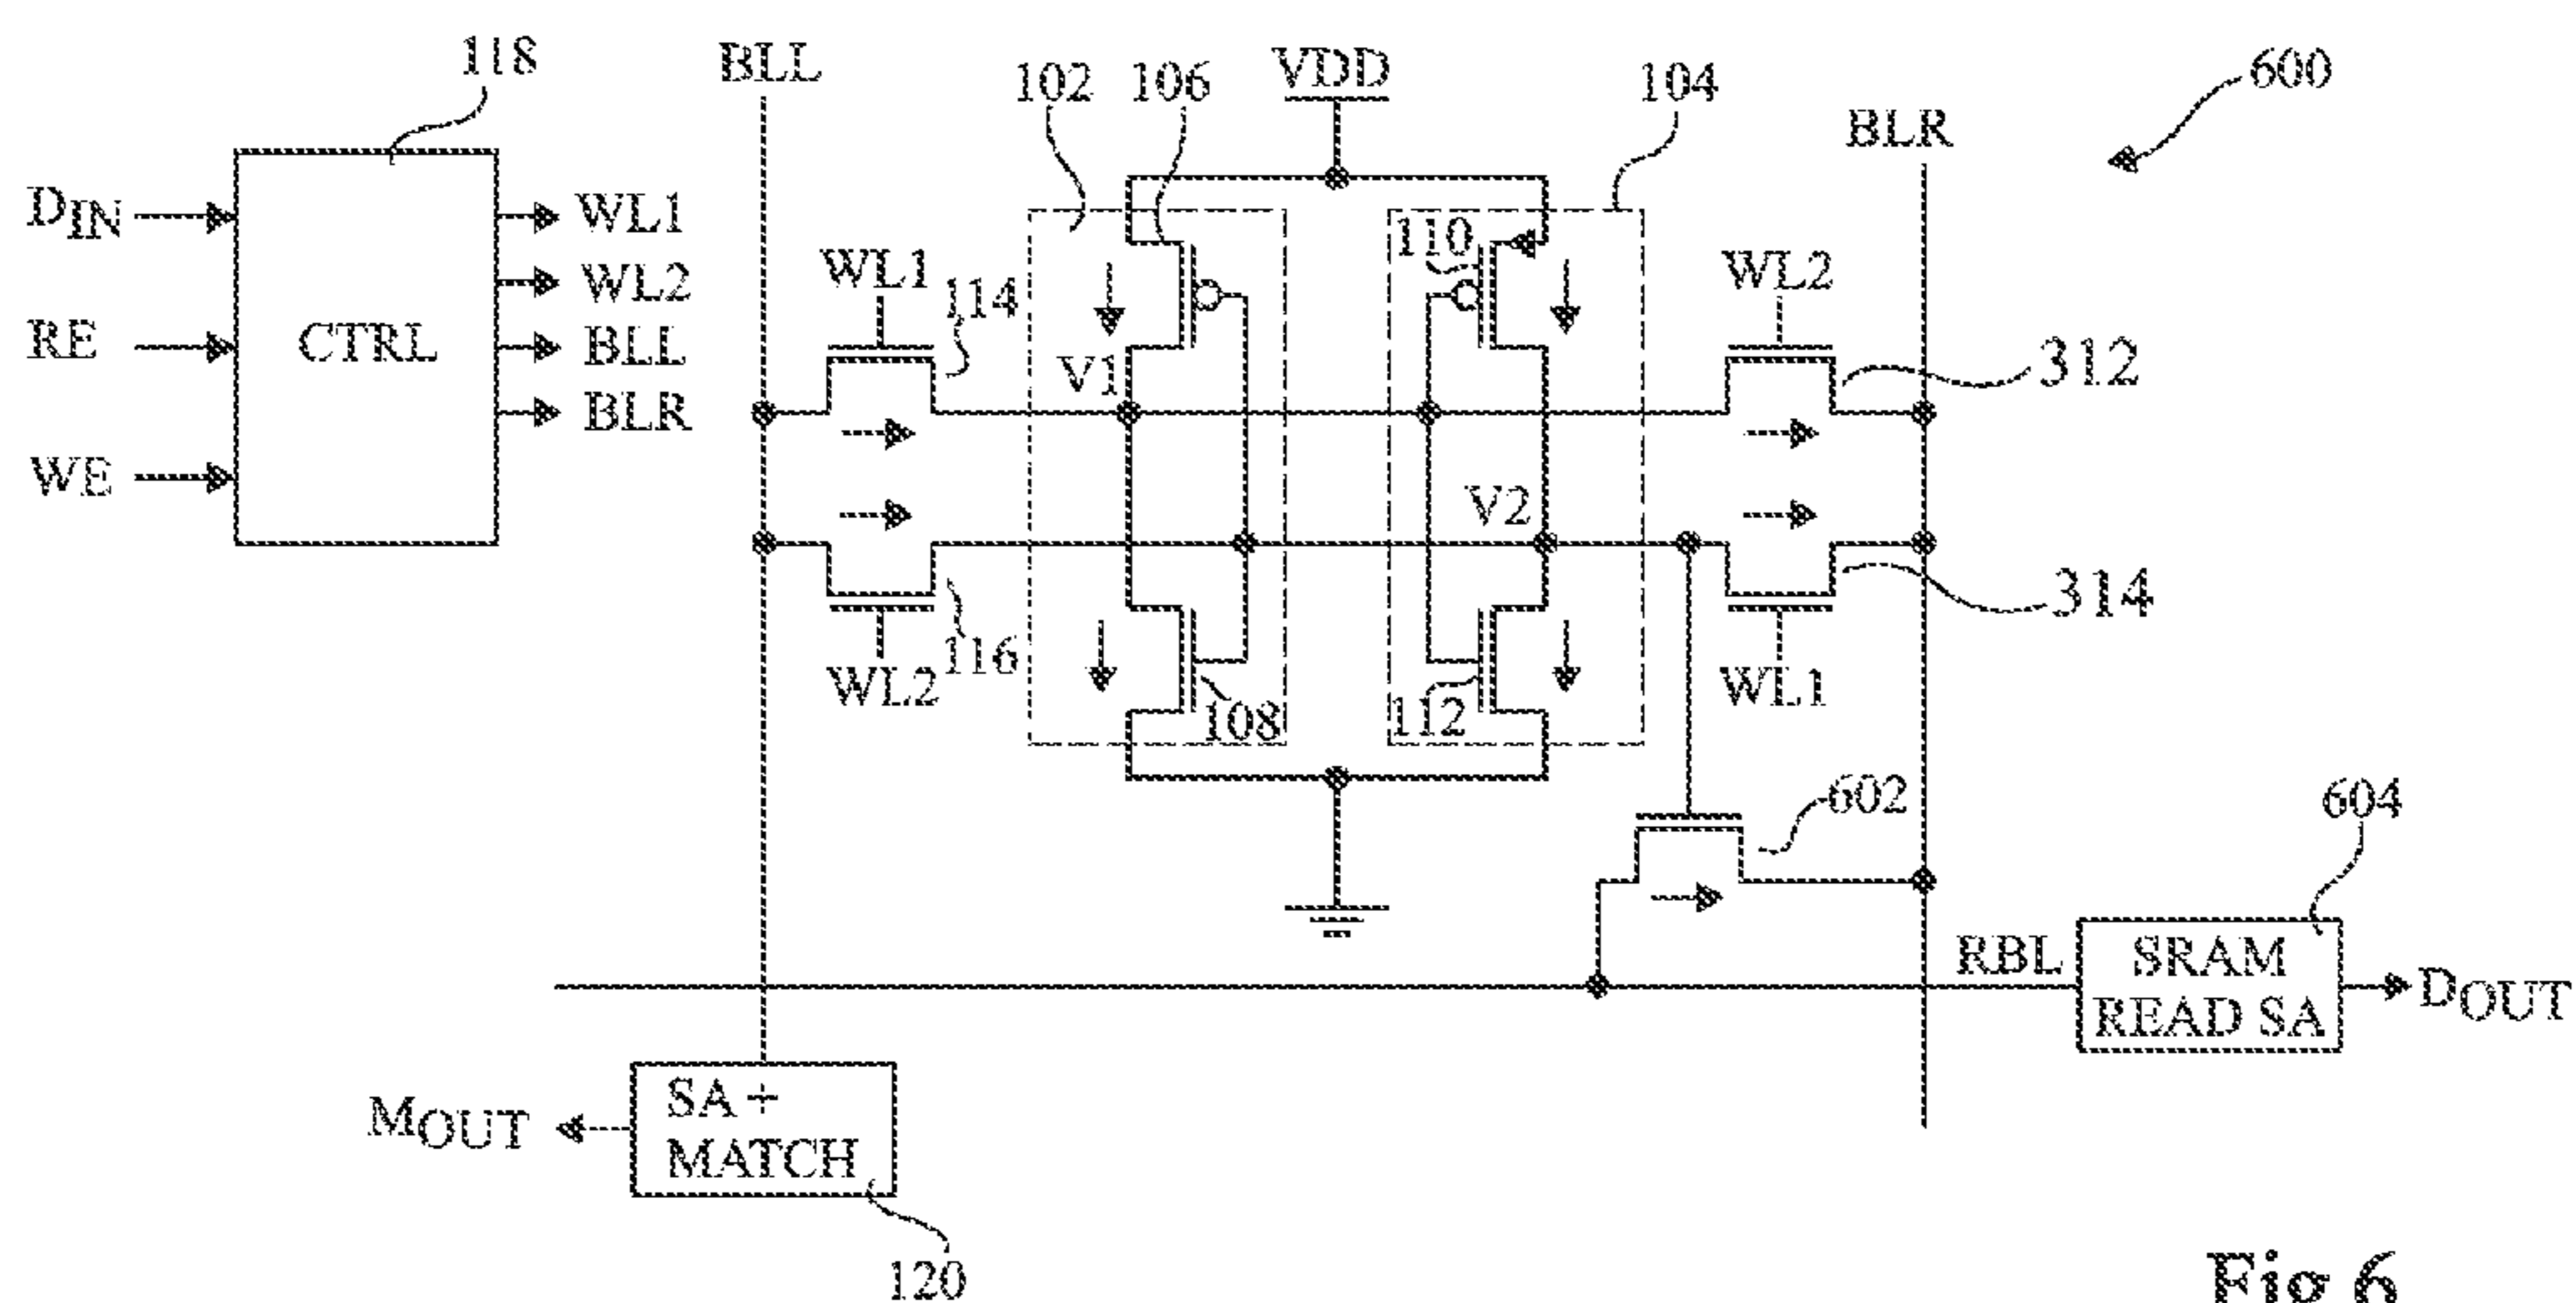 118
BLL
102
106
VDD
104
600
BLR
DIN
RE
WE
CTRL
WL1
WL2
BLL
BLR
WL1
114
110
WL2
312
V1
V2
314
WL2
116
108
112
WL1
602
604
RBL
SRAM
READ SA
DOUT
MOUT
SA +
MATCH
120
Fig 6